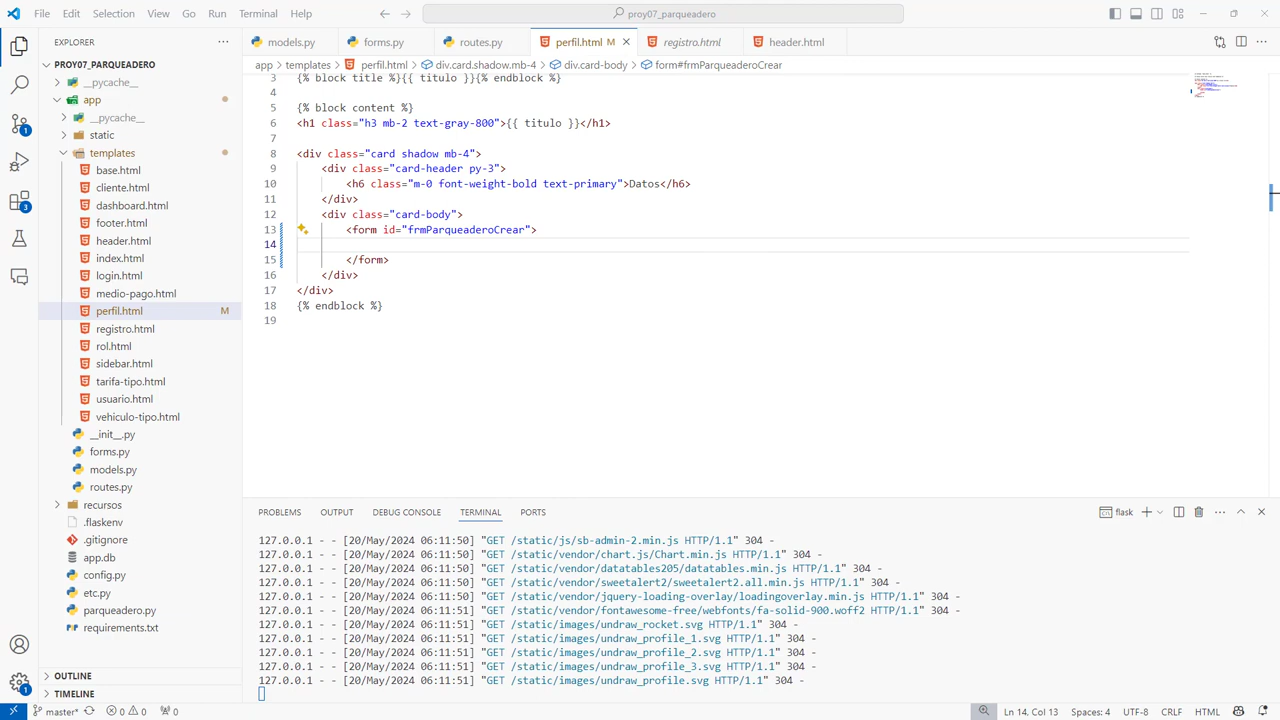 File Edit Selection View Go Run Terminal Help
proy07_parqueadero
EXPLORER
models.py forms.py routes.py perfil.html M registro.html header.html
app templates perfil.html div.card.shadow.mb-4 div.card-body form#frmParqueaderoCrear
PROY07_PARQUEADERO
__pycache__
app
__pycache__
static
templates
base.html
cliente.html
dashboard.html
footer.html
header.html
index.html
login.html
medio-pago.html
perfil.html M
registro.html
rol.html
sidebar.html
tarifa-tipo.html
usuario.html
vehiculo-tipo.html
__init__.py
forms.py
models.py
routes.py
recursos
.flaskenv
.gitignore
app.db
config.py
etc.py
parqueadero.py
requirements.txt
OUTLINE
TIMELINE
1
3
1
3 {% block title %}{{ titulo }}{% endblock %}
4
5 {% block content %}
6 <h1 class="h3 mb-2 text-gray-800">{{ titulo }}</h1>
7
8 <div class="card shadow mb-4">
9 <div class="card-header py-3">
10 <h6 class="m-0 font-weight-bold text-primary">Datos</h6>
11 </div>
12 <div class="card-body">
13 <form id="frmParqueaderoCrear">
14
15 </form>
16 </div>
17 </div>
18 {% endblock %}
19
PROBLEMS OUTPUT DEBUG CONSOLE TERMINAL PORTS
flask
127.0.0.1 - - [20/May/2024 06:11:50] "GET /static/js/sb-admin-2.min.js HTTP/1.1" 304 -
127.0.0.1 - - [20/May/2024 06:11:50] "GET /static/vendor/chart.js/Chart.min.js HTTP/1.1" 304 -
127.0.0.1 - - [20/May/2024 06:11:50] "GET /static/vendor/datatables205/datatables.min.js HTTP/1.1" 304 -
127.0.0.1 - - [20/May/2024 06:11:50] "GET /static/vendor/sweetalert2/sweetalert2.all.min.js HTTP/1.1" 304 -
127.0.0.1 - - [20/May/2024 06:11:50] "GET /static/vendor/jquery-loading-overlay/loadingoverlay.min.js HTTP/1.1" 304 -
127.0.0.1 - - [20/May/2024 06:11:51] "GET /static/vendor/fontawesome-free/webfonts/fa-solid-900.woff2 HTTP/1.1" 304 -
127.0.0.1 - - [20/May/2024 06:11:51] "GET /static/images/undraw_rocket.svg HTTP/1.1" 304 -
127.0.0.1 - - [20/May/2024 06:11:51] "GET /static/images/undraw_profile_1.svg HTTP/1.1" 304 -
127.0.0.1 - - [20/May/2024 06:11:51] "GET /static/images/undraw_profile_2.svg HTTP/1.1" 304 -
127.0.0.1 - - [20/May/2024 06:11:51] "GET /static/images/undraw_profile_3.svg HTTP/1.1" 304 -
127.0.0.1 - - [20/May/2024 06:11:51] "GET /static/images/undraw_profile.svg HTTP/1.1" 304 -
master* 0 0 0 Ln 14, Col 13 Spaces: 4 UTF-8 CRLF HTML